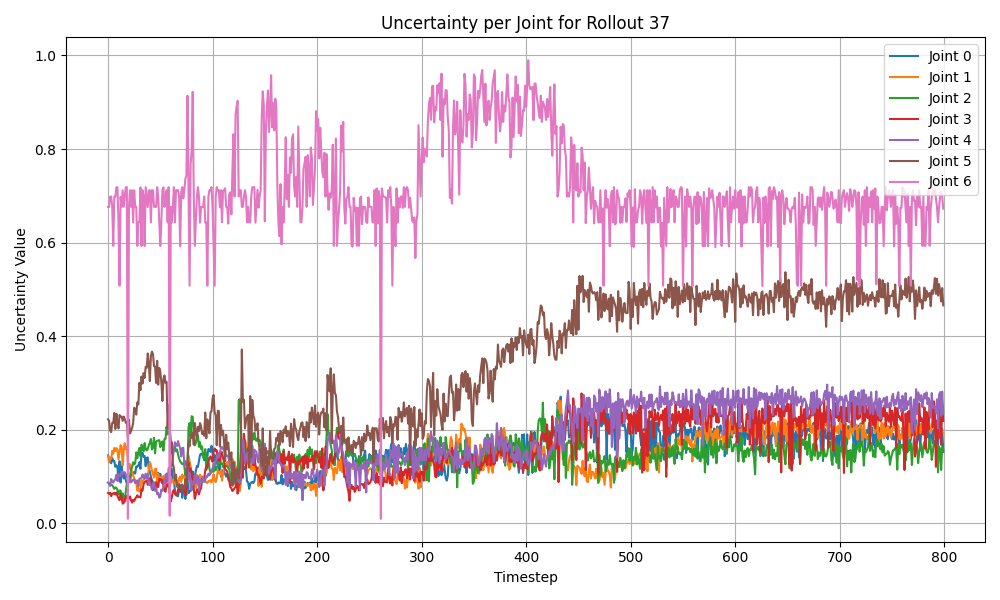 Uncertainty per Joint for Rollout 37
Uncertainty Value
1.0
0.8
0.6
0.4
0.2
0.0
0
100
200
300
400
500
600
700
800
Timestep
Joint 0
Joint 1
Joint 2
Joint 3
Joint 4
Joint 5
Joint 6